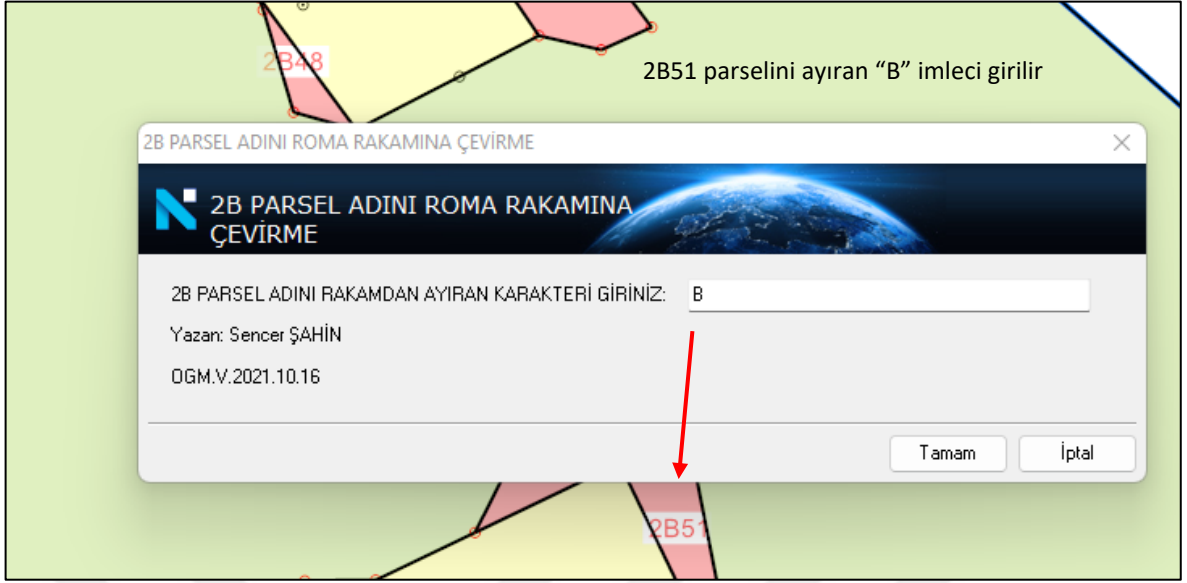 2B48
2B51 parselini ayıran “B” imleci girilir
2B PARSEL ADINI ROMA RAKAMINA ÇEVİRME
2B PARSEL ADINI ROMA RAKAMINA
ÇEVİRME
2B PARSEL ADINI RAKAMDAN AYIRAN KARAKTERİ GİRİNİZ: B
Yazan: Sencer ŞAHİN
OGM.V.2021.10.16
Tamam İptal
2B51